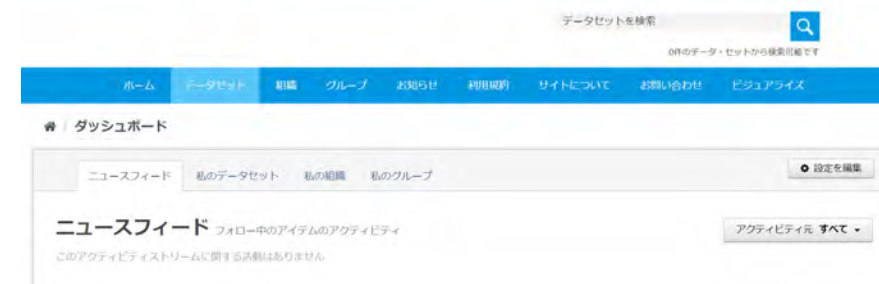 データセットを検索
0件のデータ・セットから検索可能です
ホーム データセット 組織 グループ お知らせ 利用規約 サイトについて お問い合わせ ビジュアライズ
/ ダッシュボード
ニュースフィード 私のデータセット 私の組織 私のグループ 設定を編集
ニュースフィード フォロー中のアイテムのアクティビティ アクティビティ元 すべて
このアクティビティストリームに関する活動はありません